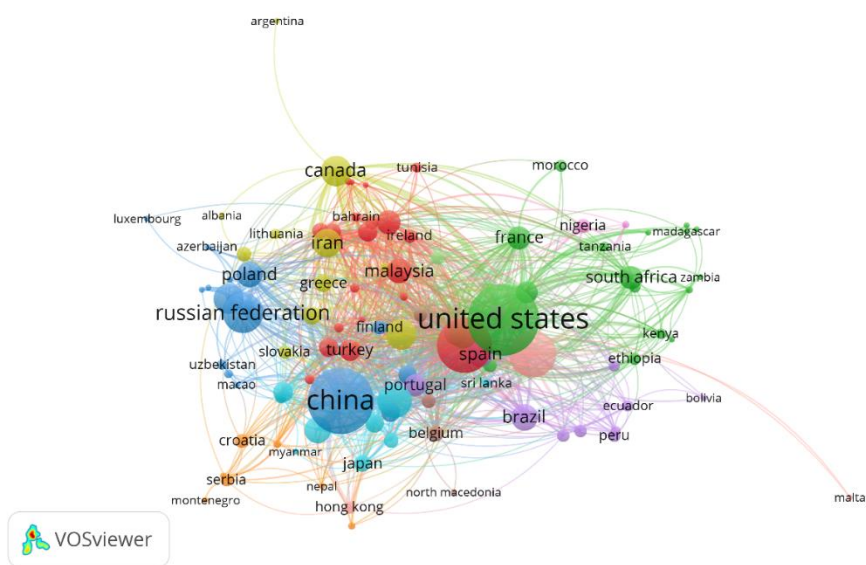 argentina
canada
tunisia
morocco
luxembourg
albania
bahrain
nigeria
lithuania
iran
ireland
france
madagascar
azerbaijan
tanzania
poland
malaysia
south africa
zambia
greece
russian federation
united states
finland
kenya
slovakia
turkey
spain
ethiopia
uzbekistan
macao
portugal
sri lanka
china
bolivia
ecuador
brazil
croatia
belgium
peru
myanmar
japan
serbia
nepal
north macedonia
montenegro
hong kong
malta
VOSviewer